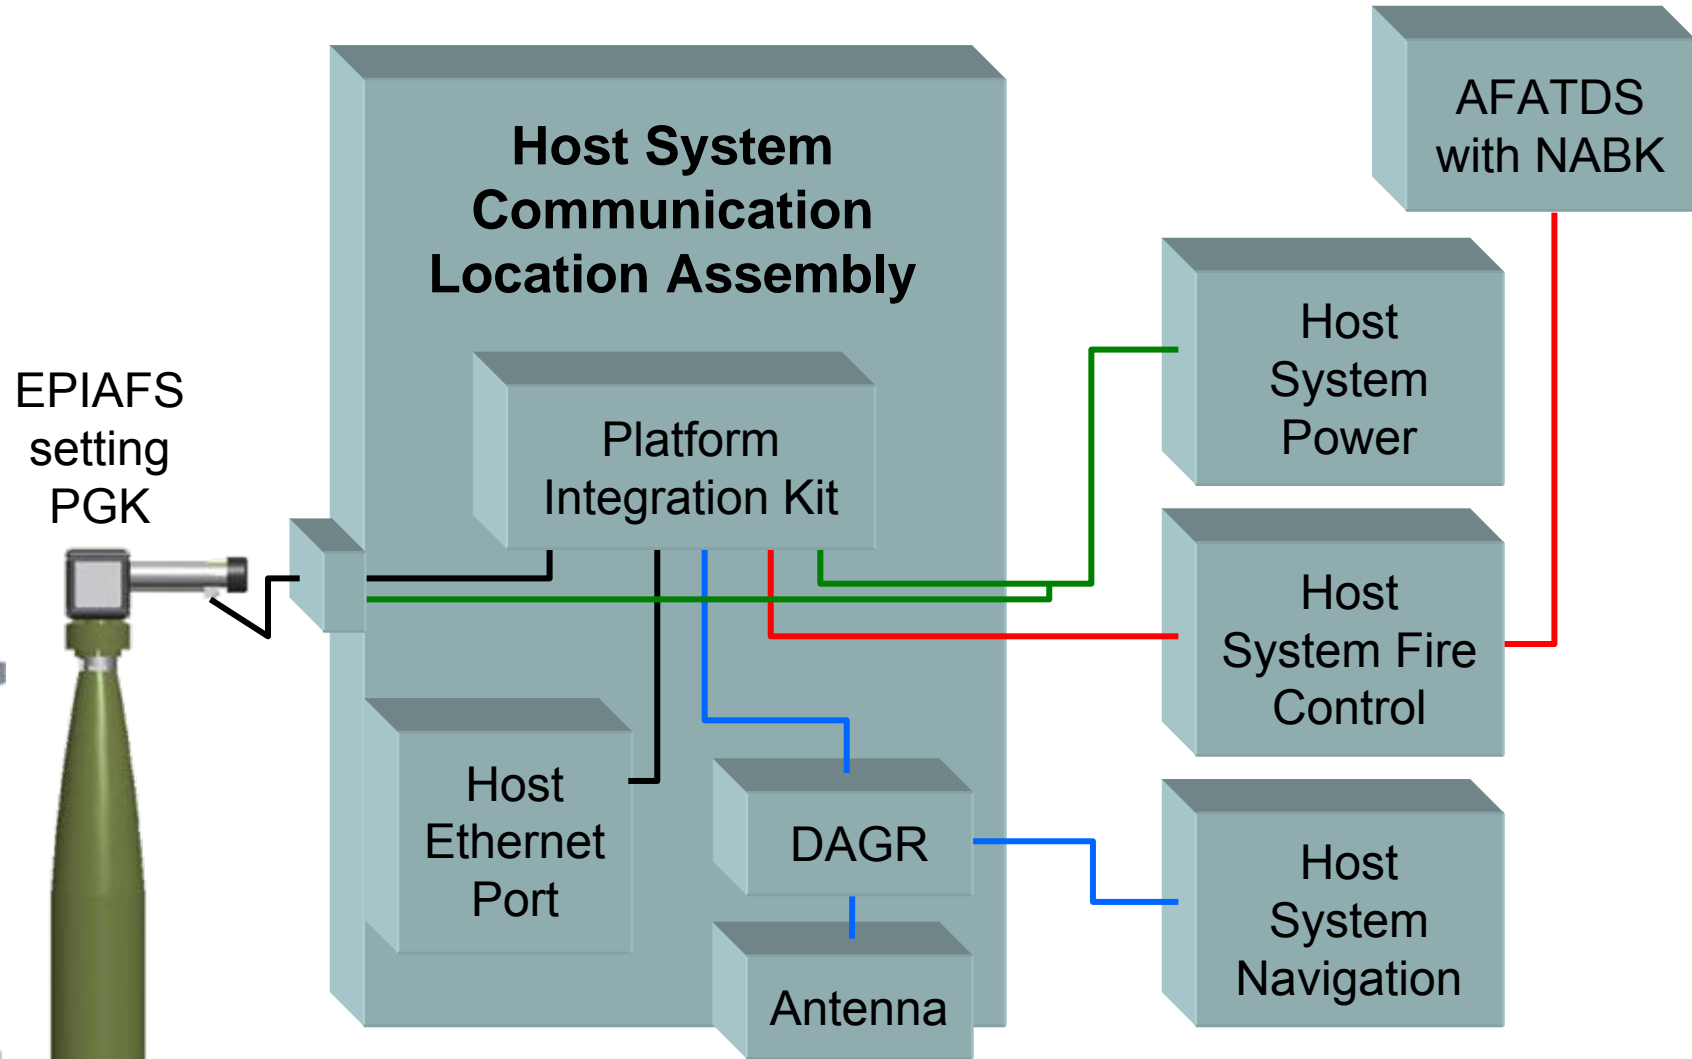 Host System
Communication
Location Assembly
AFATDS
with NABK
Host
System
Power
EPIAFS
setting
PGK
Platform
Integration Kit
Host
System Fire
Control
Host
Ethernet
Port
DAGR
Antenna
Host
System
Navigation